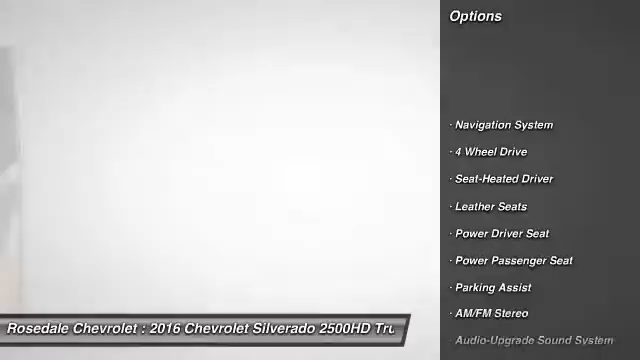 Options
· Navigation System
· 4 Wheel Drive
· Seat-Heated Driver
· Leather Seats
· Power Driver Seat
· Power Passenger Seat
· Parking Assist
· AM/FM Stereo
· Audio-Upgrade Sound System
Rosedale Chevrolet : 2016 Chevrolet Silverado 2500HD Tru